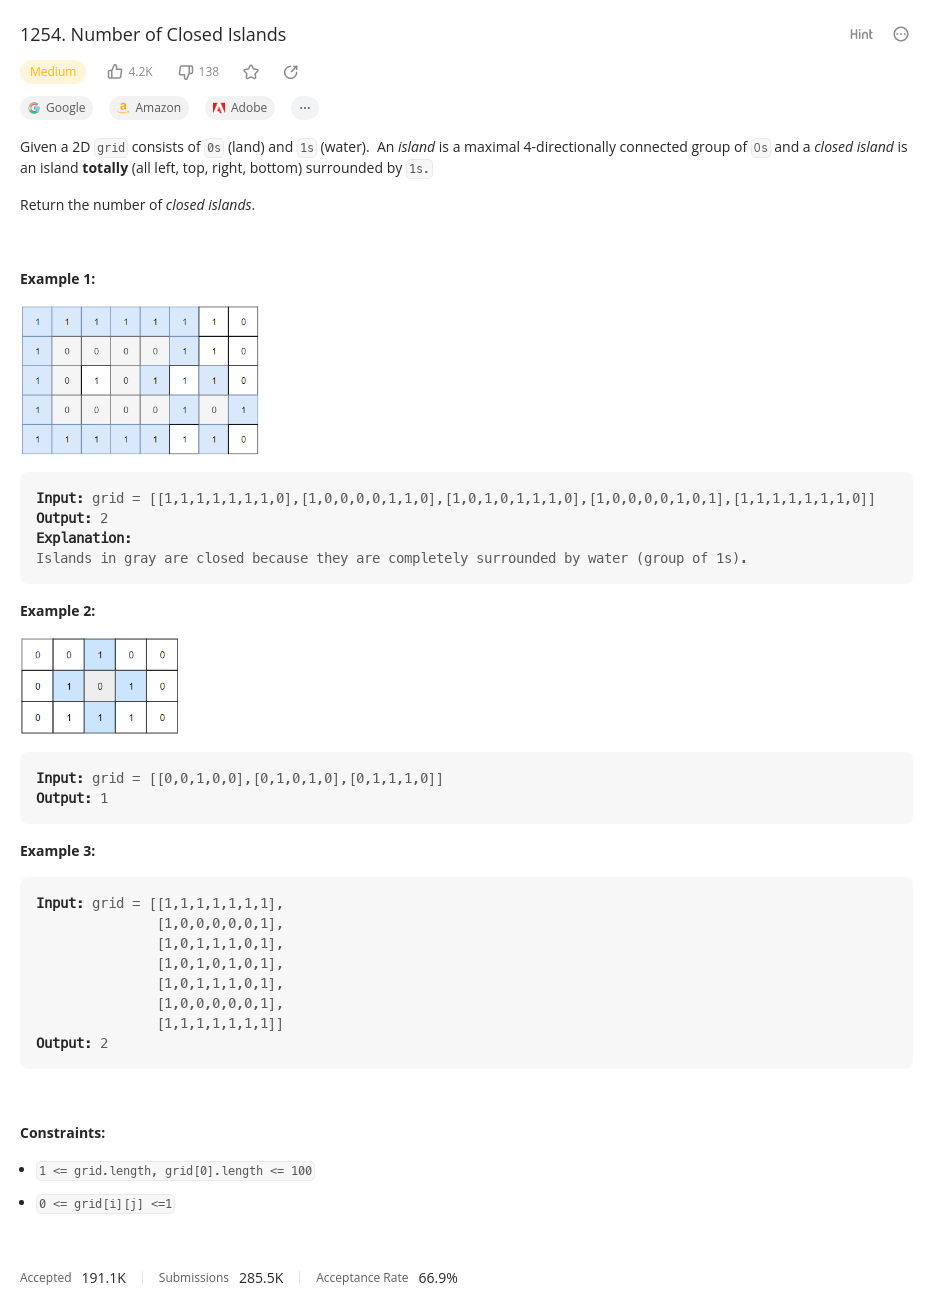 1254. Number of Closed Islands
Hint
Medium
4.2K
138
Google
Amazon
Adobe
Given a 2D grid consists of 0s (land) and 1s (water).  An island is a maximal 4-directionally connected group of 0s and a closed island is
an island totally (all left, top, right, bottom) surrounded by 1s.
Return the number of closed islands.
Example 1:
1 1 1 1 1 1 1 0
1 0 0 0 0 1 1 0
1 0 1 0 1 1 1 0
1 0 0 0 0 1 0 1
1 1 1 1 1 1 1 0
Input: grid = [[1,1,1,1,1,1,1,0],[1,0,0,0,0,1,1,0],[1,0,1,0,1,1,1,0],[1,0,0,0,0,1,0,1],[1,1,1,1,1,1,1,0]]
Output: 2
Explanation:
Islands in gray are closed because they are completely surrounded by water (group of 1s).
Example 2:
0 0 1 0 0
0 1 0 1 0
0 1 1 1 0
Input: grid = [[0,0,1,0,0],[0,1,0,1,0],[0,1,1,1,0]]
Output: 1
Example 3:
Input: grid = [[1,1,1,1,1,1,1],
[1,0,0,0,0,0,1],
[1,0,1,1,1,0,1],
[1,0,1,0,1,0,1],
[1,0,1,1,1,0,1],
[1,0,0,0,0,0,1],
[1,1,1,1,1,1,1]]
Output: 2
Constraints:
1 <= grid.length, grid[0].length <= 100
0 <= grid[i][j] <=1
Accepted 191.1K Submissions 285.5K Acceptance Rate 66.9%